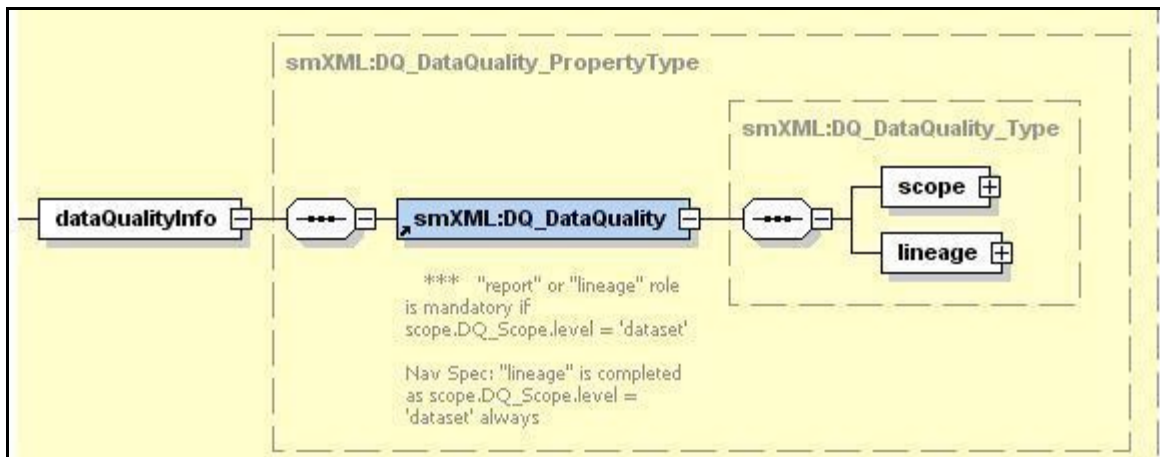 smXML:DQ_DataQuality_PropertyType
smXML:DQ_DataQuality_Type
scope
dataQualityInfo
smXML:DQ_DataQuality
lineage
*** "report" or "lineage" role
is mandatory if
scope.DQ_Scope.level = 'dataset'
Nav Spec: "lineage" is completed
as scope.DQ_Scope.level =
'dataset' always